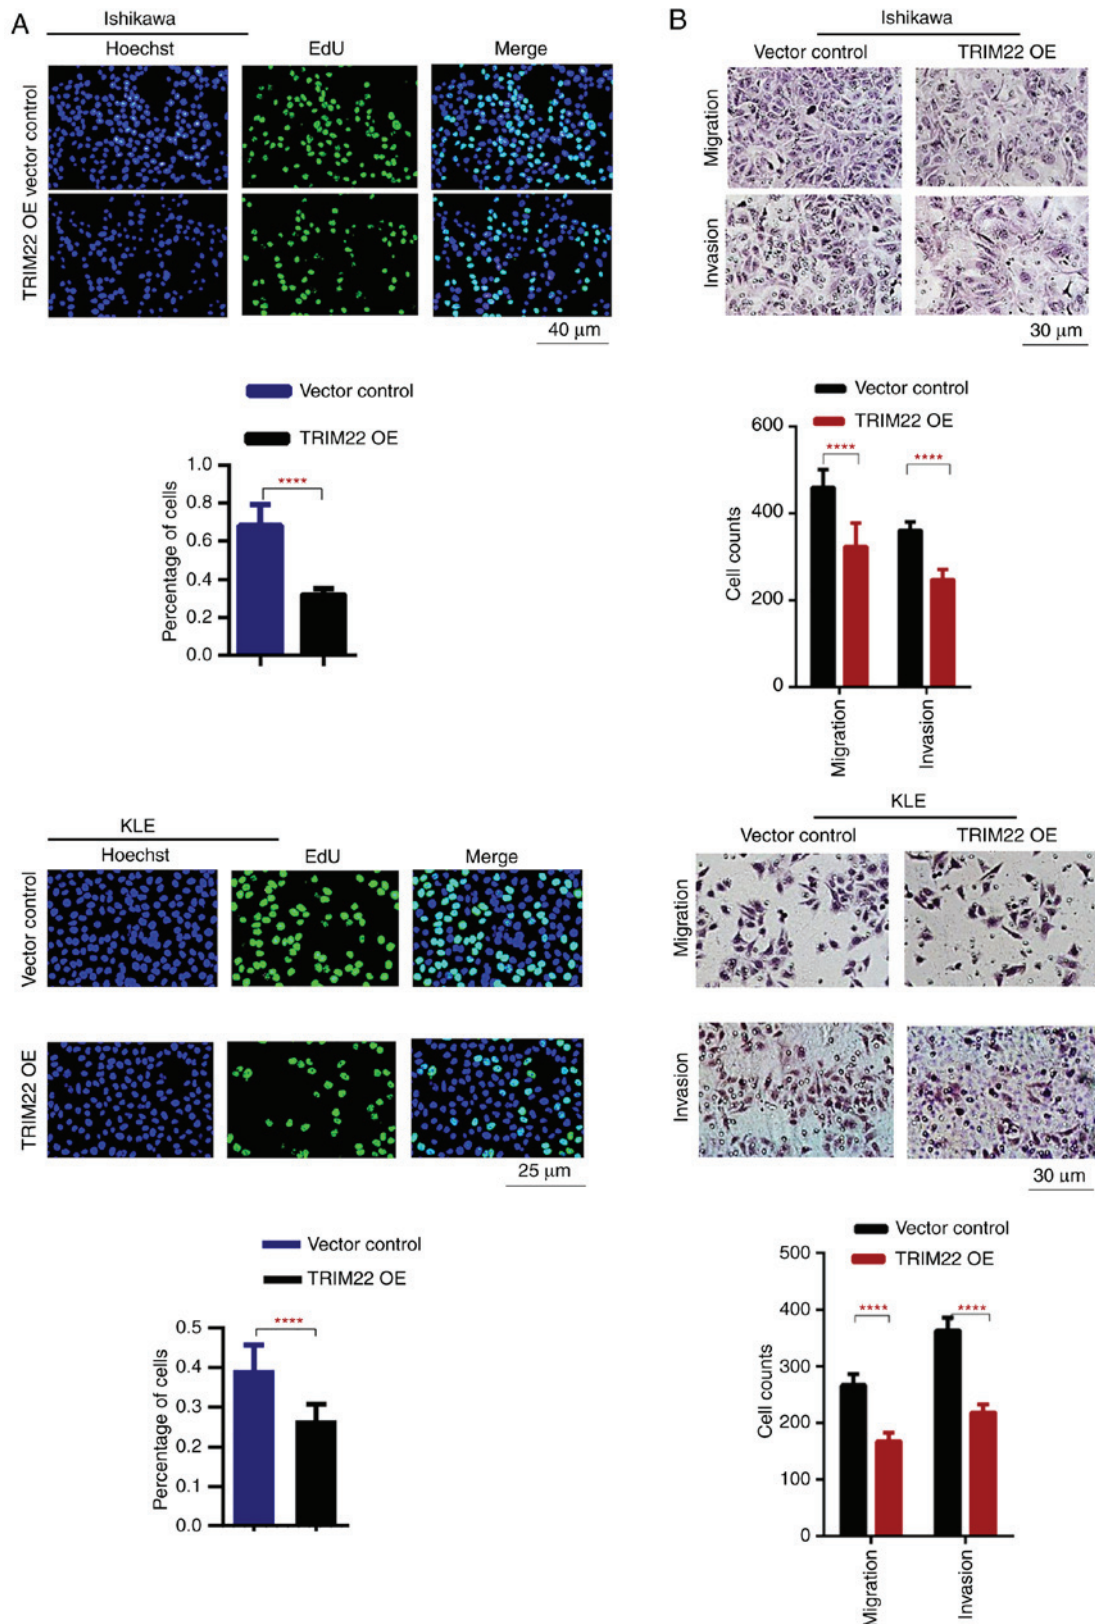 A
Ishikawa
Hoechst EdU Merge
vector control
TRIM22 OE
40 μm
Vector control
TRIM22 OE
1.0
0.8
0.6
0.4
0.2
0.0
Percentage of cells
****
KLE
Hoechst EdU Merge
Vector control
TRIM22 OE
25 μm
Vector control
TRIM22 OE
0.5
0.4
0.3
0.2
0.1
0.0
Percentage of cells
****
B
Ishikawa
Vector control TRIM22 OE
Migration
Invasion
30 μm
Vector control
TRIM22 OE
600
400
200
0
Cell counts
**** ****
Migration
Invasion
KLE
Vector control TRIM22 OE
Migration
Invasion
30 μm
Vector control
TRIM22 OE
500
400
300
200
100
0
Cell counts
**** ****
Migration
Invasion